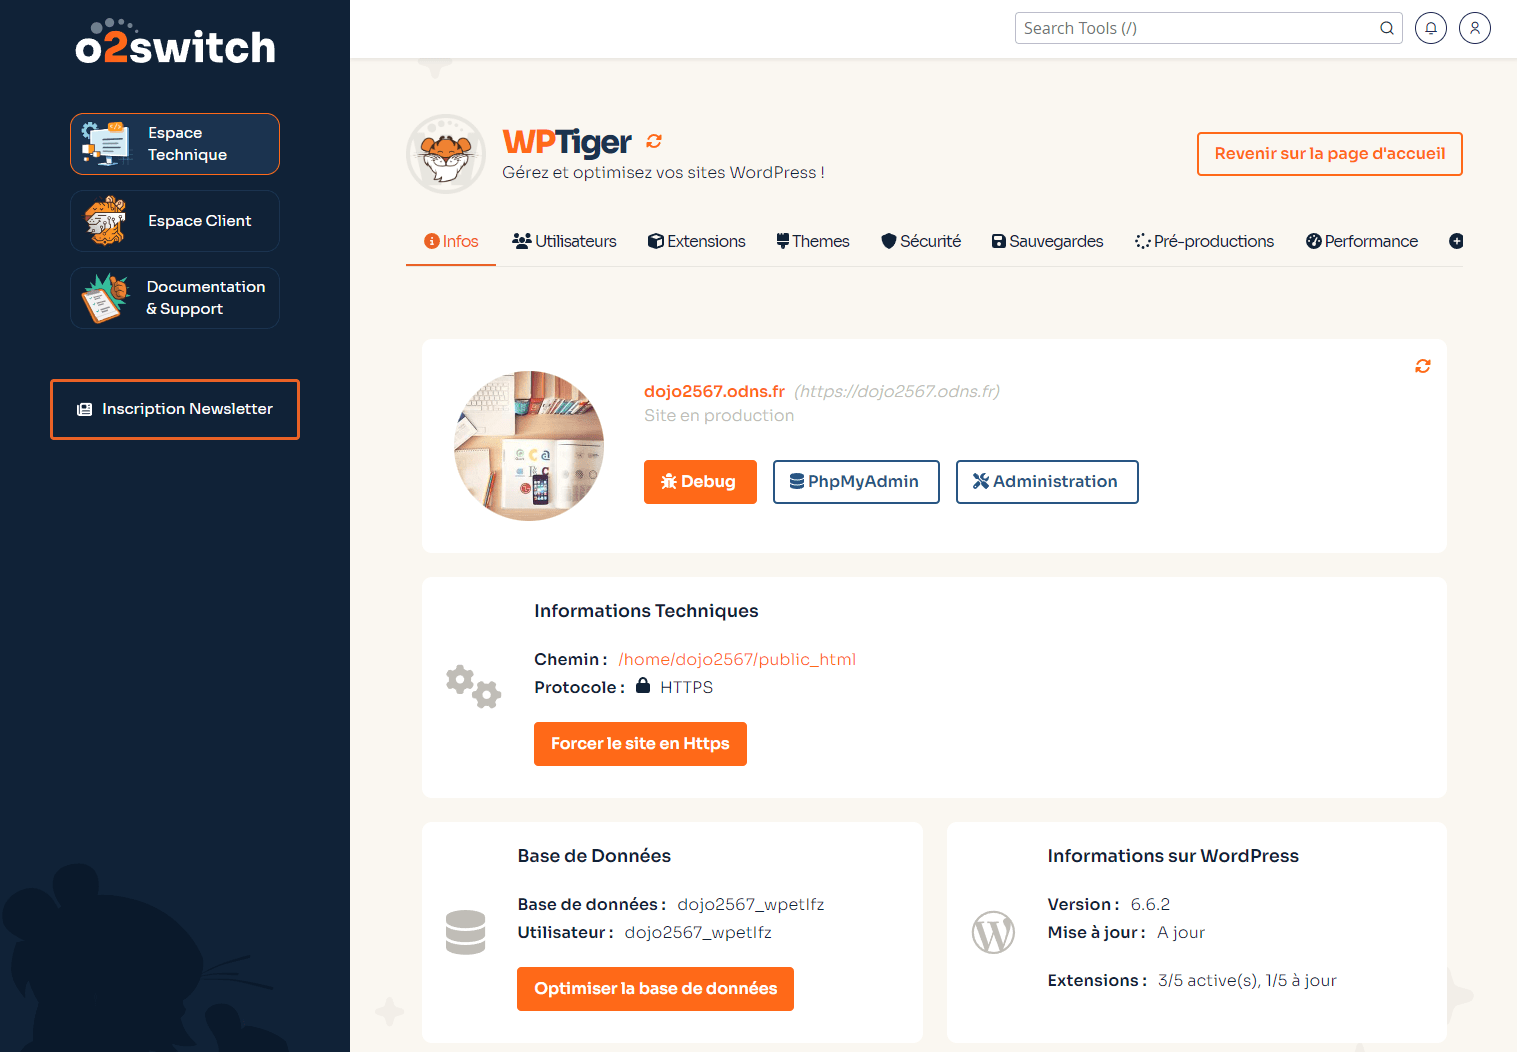 o2switch
Search Tools (/)
Espace
Technique
Espace Client
Documentation
& Support
Inscription Newsletter
WPTiger
Gérez et optimisez vos sites WordPress !
Revenir sur la page d'accueil
Infos Utilisateurs Extensions Themes Sécurité Sauvegardes Pré-productions Performance
dojo2567.odns.fr (https://dojo2567.odns.fr)
Site en production
Debug PhpMyAdmin Administration
Informations Techniques
Chemin : /home/dojo2567/public_html
Protocole : HTTPS
Forcer le site en Https
Base de Données
Base de données : dojo2567_wpetlfz
Utilisateur : dojo2567_wpetlfz
Optimiser la base de données
Informations sur WordPress
Version : 6.6.2
Mise à jour : A jour
Extensions : 3/5 active(s), 1/5 à jour